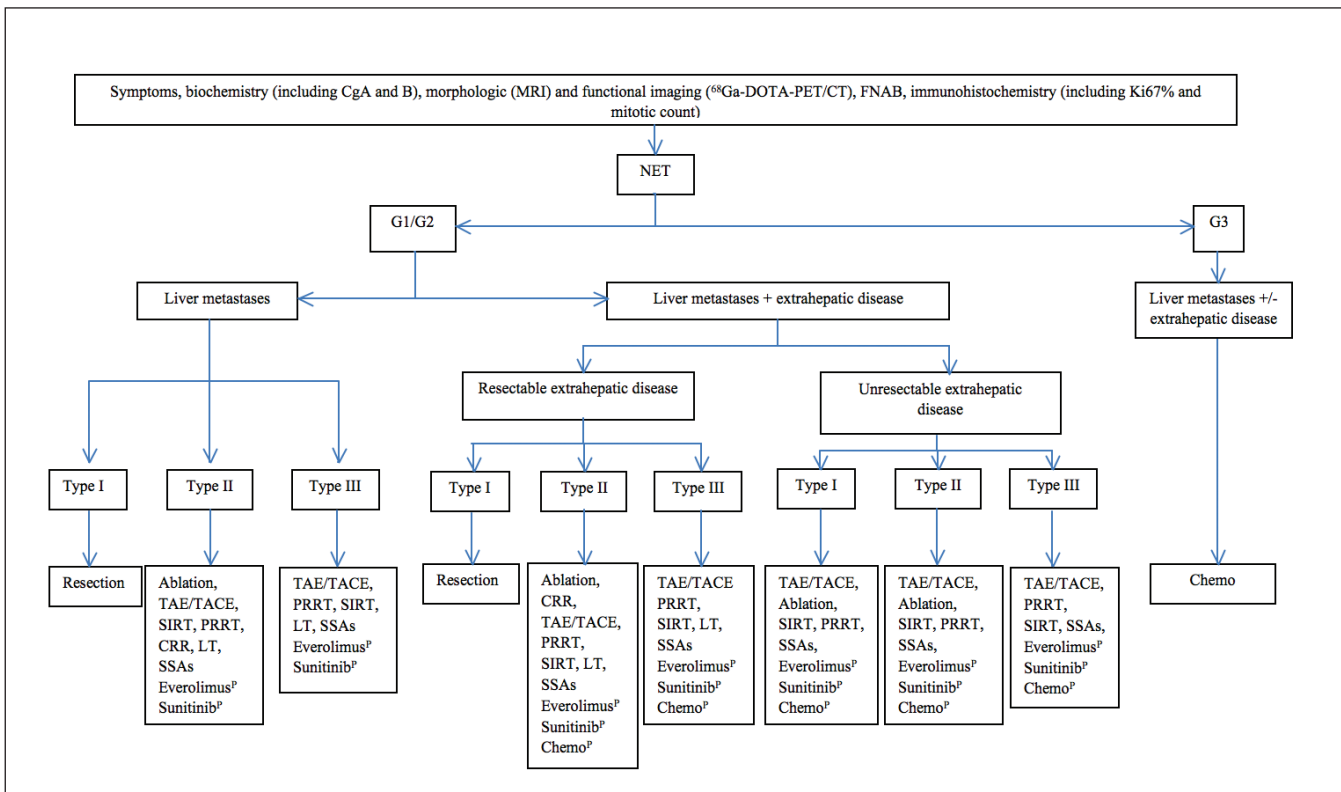 Symptoms, biochemistry (including CgA and B), morphologic (MRI) and functional imaging (⁶⁸Ga-DOTA-PET/CT), FNAB, immunohistochemistry (including Ki67% and
mitotic count)
NET
G1/G2
G3
Liver metastases
Liver metastases + extrahepatic disease
Liver metastases +/-
extrahepatic disease
Resectable extrahepatic disease
Unresectable extrahepatic
disease
Type I
Type II
Type III
Type I
Type II
Type III
Type I
Type II
Type III
Resection
Ablation,
TAE/TACE,
SIRT, PRRT,
CRR, LT,
SSAs
Everolimusᴾ
Sunitinibᴾ
TAE/TACE,
PRRT, SIRT,
LT, SSAs
Everolimusᴾ
Sunitinibᴾ
Resection
Ablation,
CRR,
TAE/TACE,
PRRT,
SIRT, LT,
SSAs
Everolimusᴾ
Sunitinibᴾ
Chemoᴾ
TAE/TACE
PRRT,
SIRT, LT,
SSAs
Everolimusᴾ
Sunitinibᴾ
Chemoᴾ
TAE/TACE,
Ablation,
SIRT, PRRT,
SSAs,
Everolimusᴾ
Sunitinibᴾ
Chemoᴾ
TAE/TACE,
Ablation,
SIRT, PRRT,
SSAs,
Everolimusᴾ
Sunitinibᴾ
Chemoᴾ
TAE/TACE,
PRRT,
SIRT, SSAs,
Everolimusᴾ
Sunitinibᴾ
Chemoᴾ
Chemo